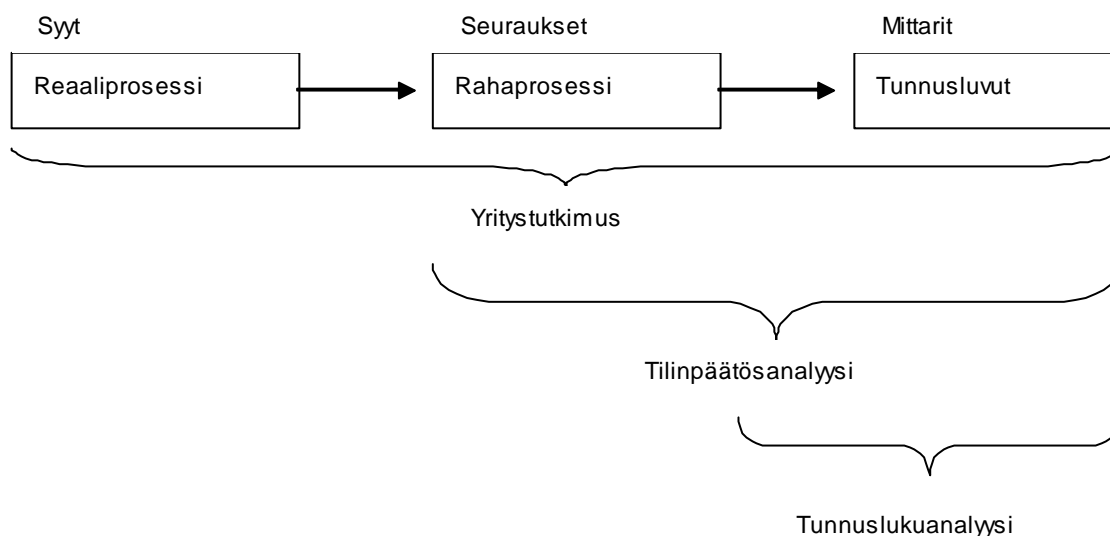 Syyt
Seuraukset
Mittarit
Reaaliprosessi
Rahaprosessi
Tunnusluvut
Yritystutkimus
Tilinpäätösanalyysi
Tunnuslukuanalyysi